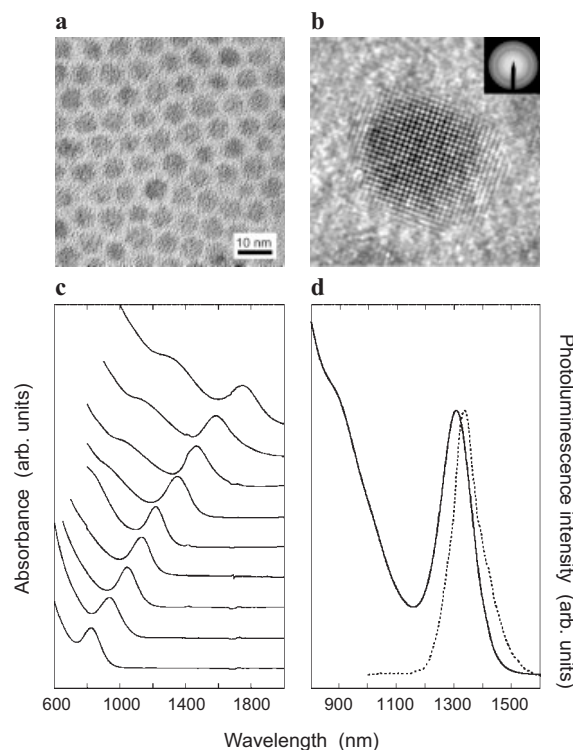 a
b
10 nm
c
d
Absorbance (arb. units)
Photoluminescence intensity (arb. units)
600 1000 1400 1800
900 1100 1300 1500
Wavelength (nm)